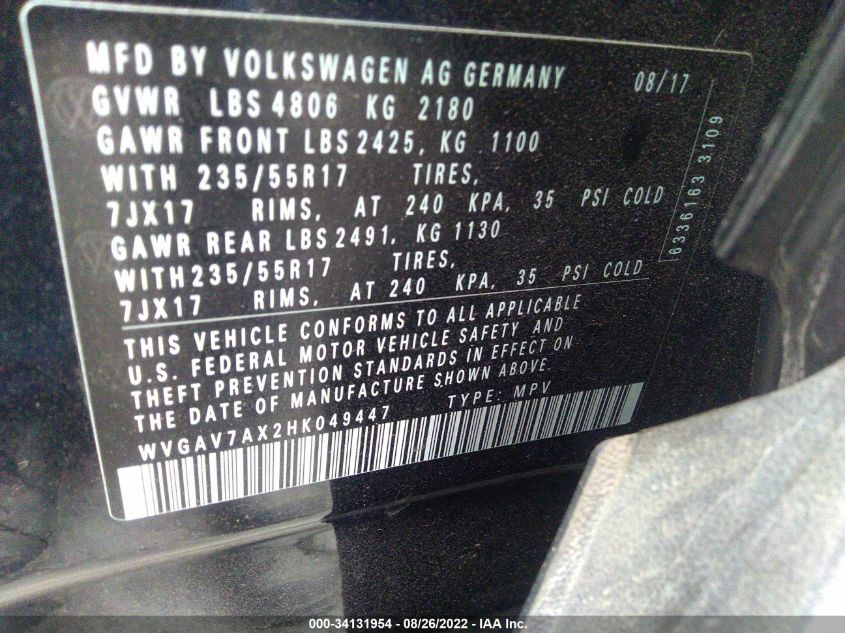 MFD BY VOLKSWAGEN AG GERMANY 08/17
GVWR LBS 4806 KG 2180
GAWR FRONT LBS 2425, KG 1100
WITH 235/55R17 TIRES,
7JX17 RIMS, AT 240 KPA, 35 PSI COLD
GAWR REAR LBS 2491, KG 1130
WITH 235/55R17 TIRES,
7JX17 RIMS, AT 240 KPA, 35 PSI COLD
THIS VEHICLE CONFORMS TO ALL APPLICABLE
U.S. FEDERAL MOTOR VEHICLE SAFETY AND
THEFT PREVENTION STANDARDS IN EFFECT ON
THE DATE OF MANUFACTURE SHOWN ABOVE.
WVGAV7AX2HK049447 TYPE: MPV
6336163 3109
000-34131954 - 08/26/2022 - IAA Inc.